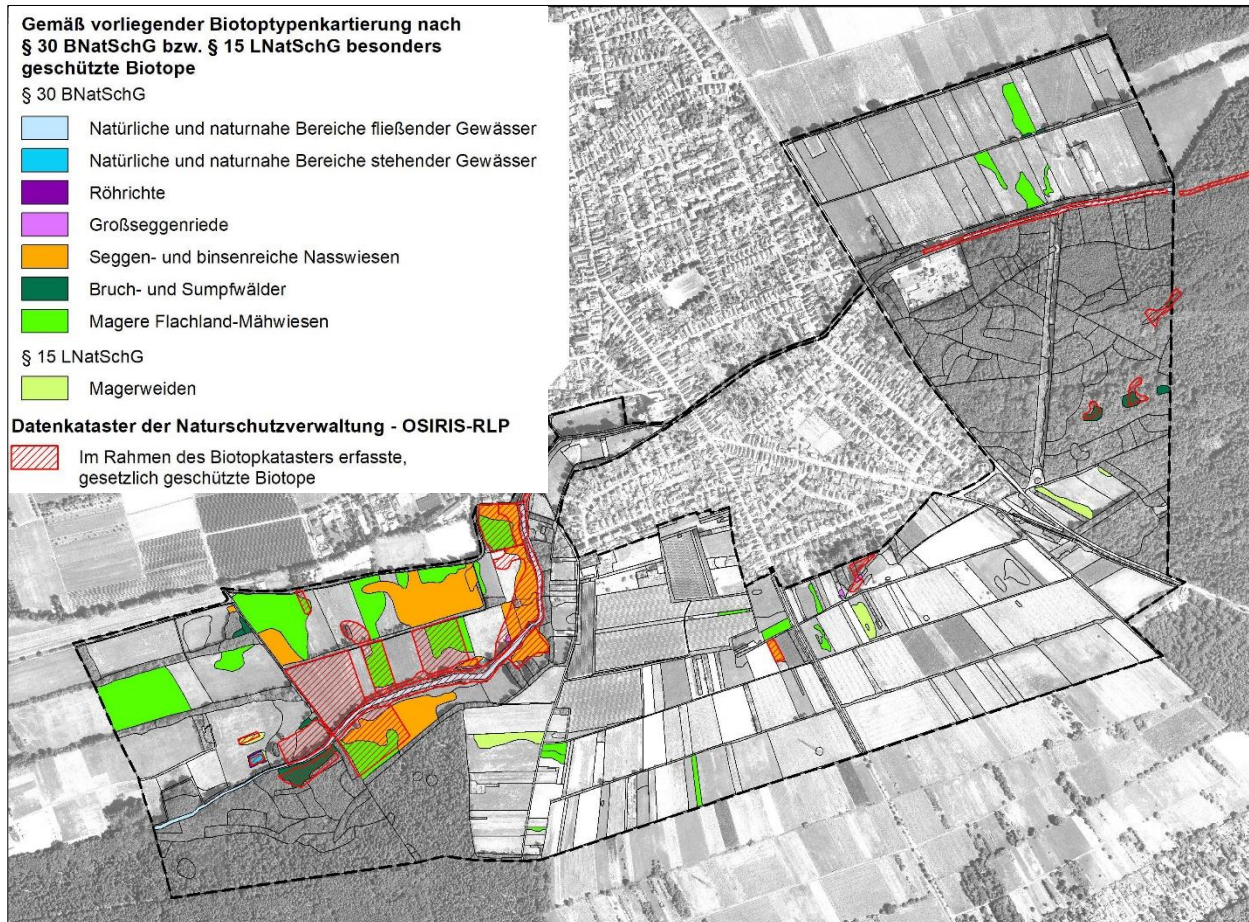 Gemäß vorliegender Biotoptypenkartierung nach
§ 30 BNatSchG bzw. § 15 LNatSchG besonders
geschützte Biotope
§ 30 BNatSchG
Natürliche und naturnahe Bereiche fließender Gewässer
Natürliche und naturnahe Bereiche stehender Gewässer
Röhrichte
Großseggenriede
Seggen- und binsenreiche Nasswiesen
Bruch- und Sumpfwälder
Magere Flachland-Mähwiesen
§ 15 LNatSchG
Magerweiden
Datenkataster der Naturschutzverwaltung - OSIRIS-RLP
Im Rahmen des Biotopkatasters erfasste,
gesetzlich geschützte Biotope